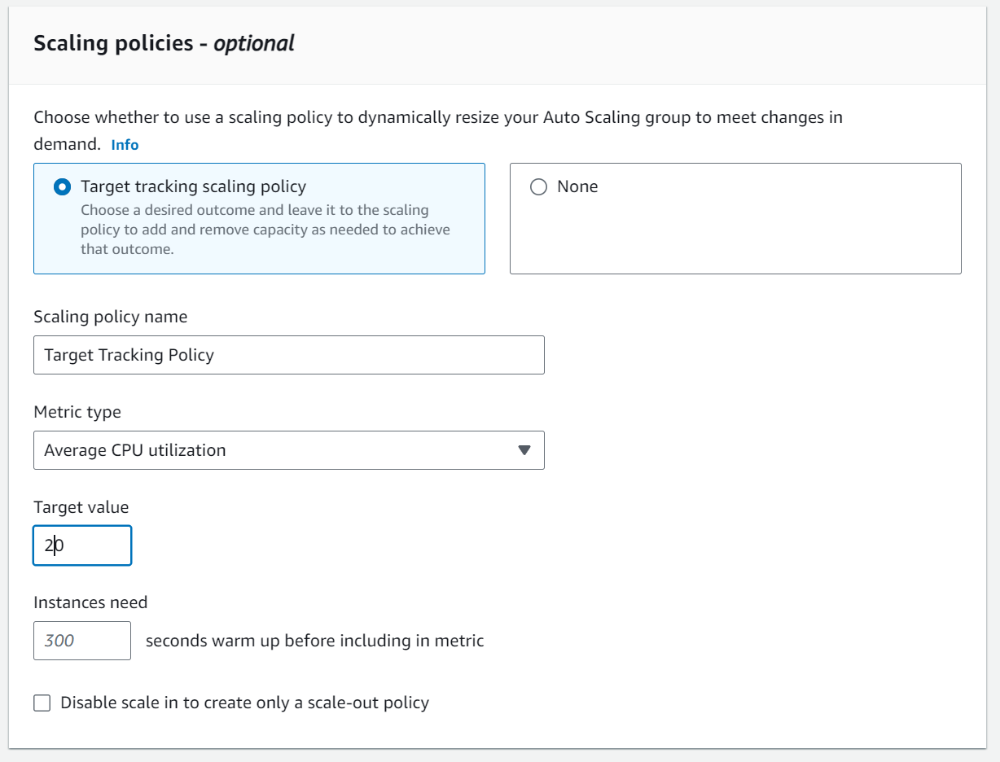 Scaling policies - optional
Choose whether to use a scaling policy to dynamically resize your Auto Scaling group to meet changes in
demand. Info
Target tracking scaling policy
Choose a desired outcome and leave it to the scaling
policy to add and remove capacity as needed to achieve
that outcome.
None
Scaling policy name
Target Tracking Policy
Metric type
Average CPU utilization
Target value
20
Instances need
300 seconds warm up before including in metric
Disable scale in to create only a scale-out policy